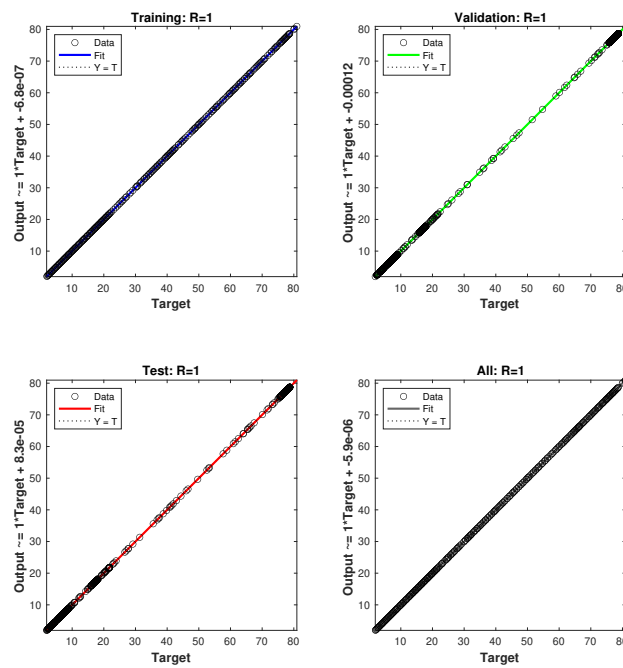 Training: R=1
Output ~= 1*Target + -6.8e-07
80
70
60
50
40
30
20
10
Data
Fit
Y = T
10 20 30 40 50 60 70 80
Target
Validation: R=1
Output ~= 1*Target + -0.00012
80
70
60
50
40
30
20
10
Data
Fit
Y = T
10 20 30 40 50 60 70 80
Target
Test: R=1
Output ~= 1*Target + 8.3e-05
80
70
60
50
40
30
20
10
Data
Fit
Y = T
10 20 30 40 50 60 70 80
Target
All: R=1
Output ~= 1*Target + -5.9e-06
80
70
60
50
40
30
20
10
Data
Fit
Y = T
10 20 30 40 50 60 70 80
Target